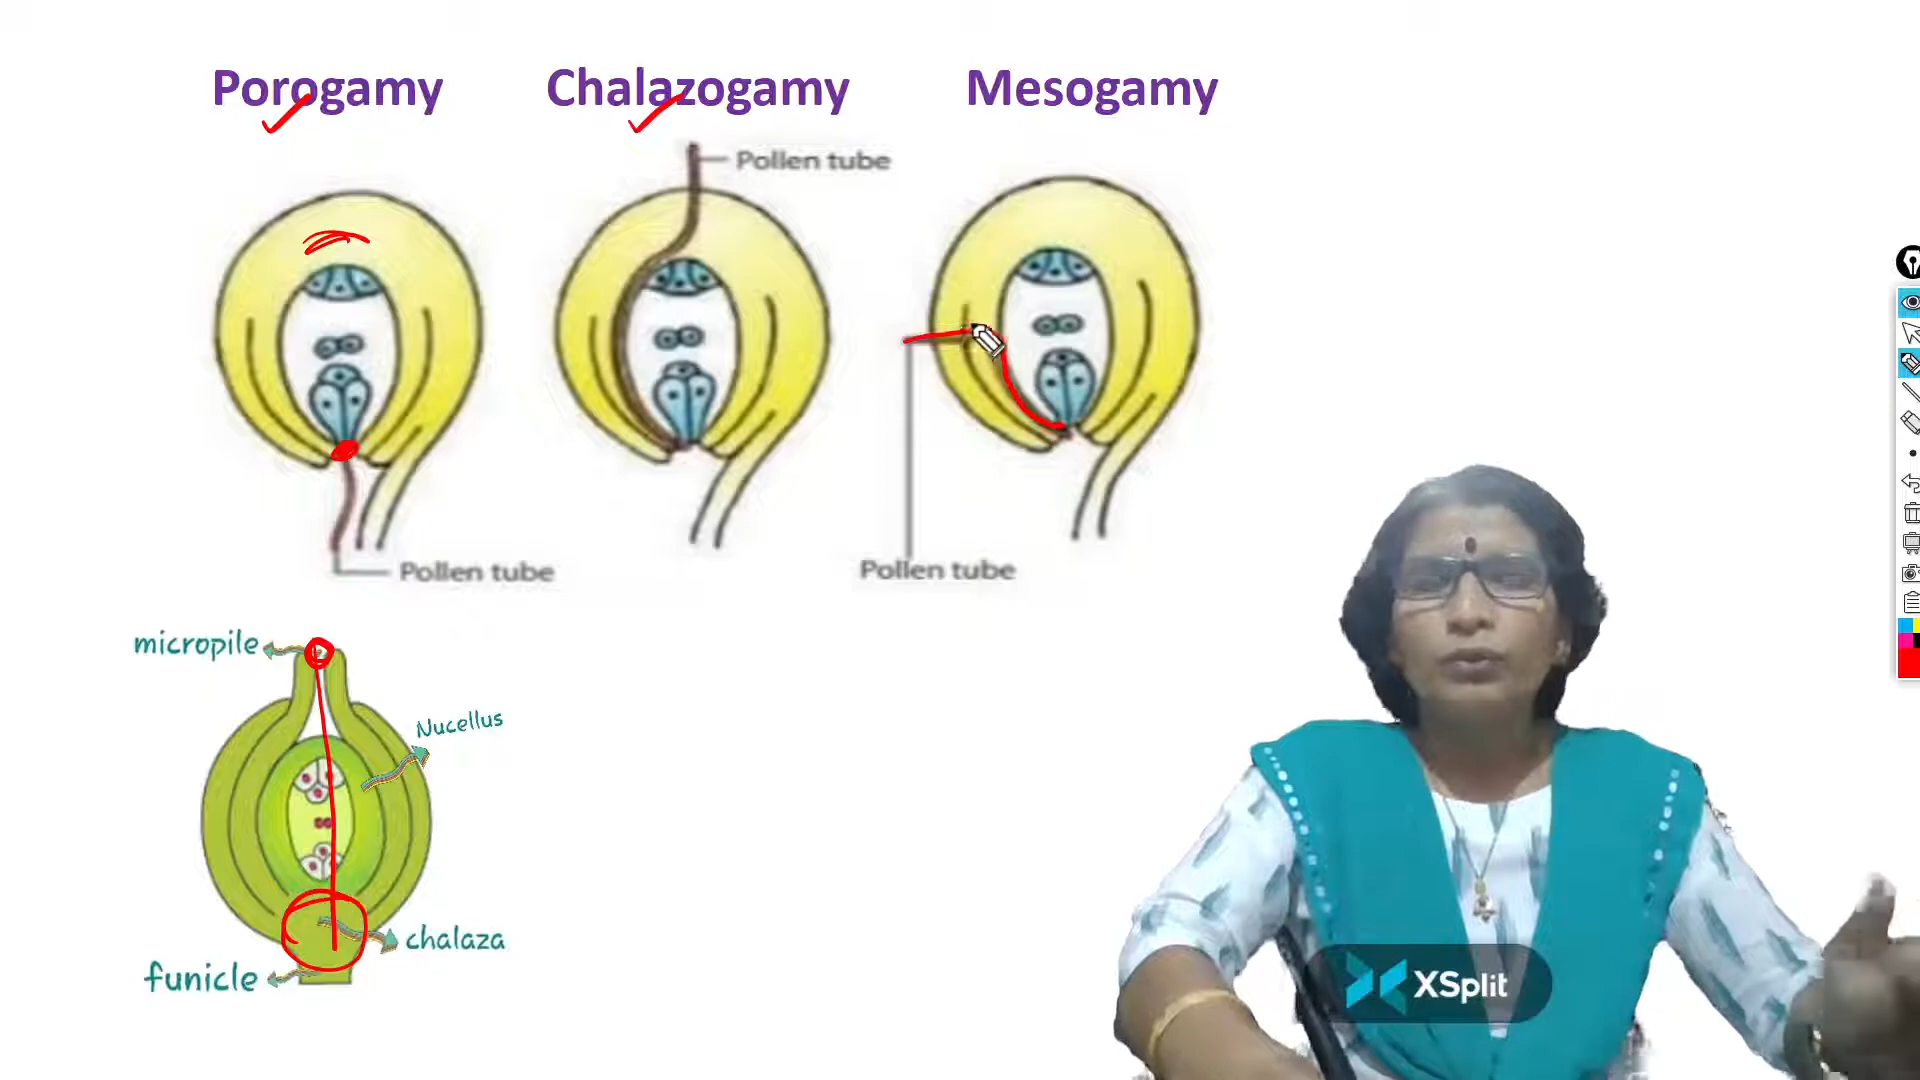 Porogamy
Chalazogamy
Mesogamy
Pollen tube
Pollen tube
Pollen tube
micropile
Nucellus
chalaza
funicle
XSplit